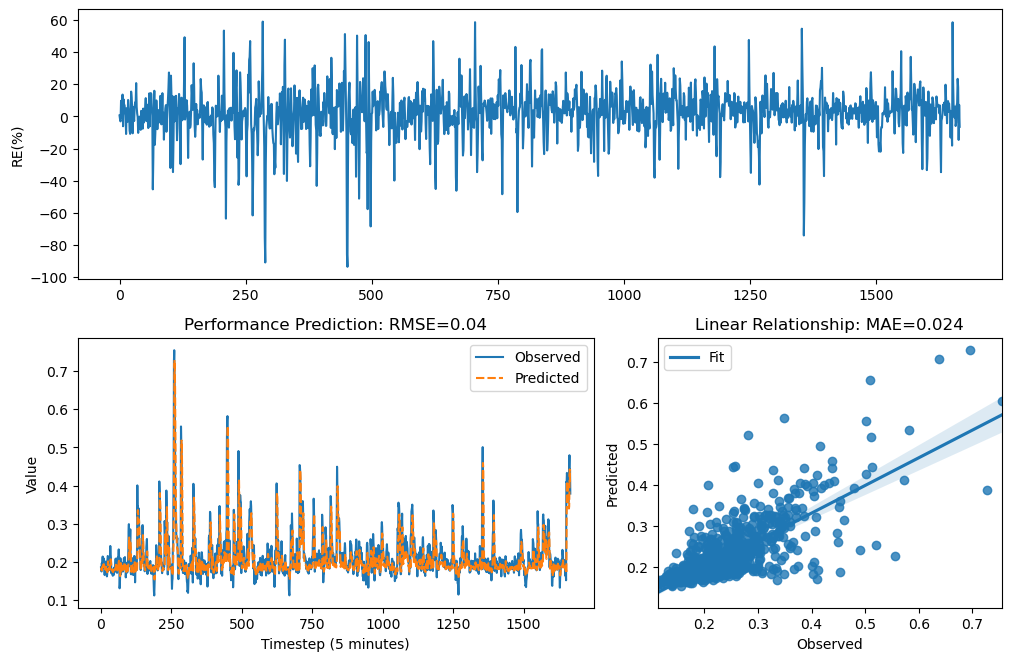 60
40
20
0
−20
−40
−60
−80
−100
RE(%)
0 250 500 750 1000 1250 1500
Performance Prediction: RMSE=0.04
0.7
0.6
0.5
0.4
0.3
0.2
0.1
Value
Observed
Predicted
0 250 500 750 1000 1250 1500
Timestep (5 minutes)
Linear Relationship: MAE=0.024
Fit
0.7
0.6
0.5
0.4
0.3
0.2
Predicted
0.2 0.3 0.4 0.5 0.6 0.7
Observed